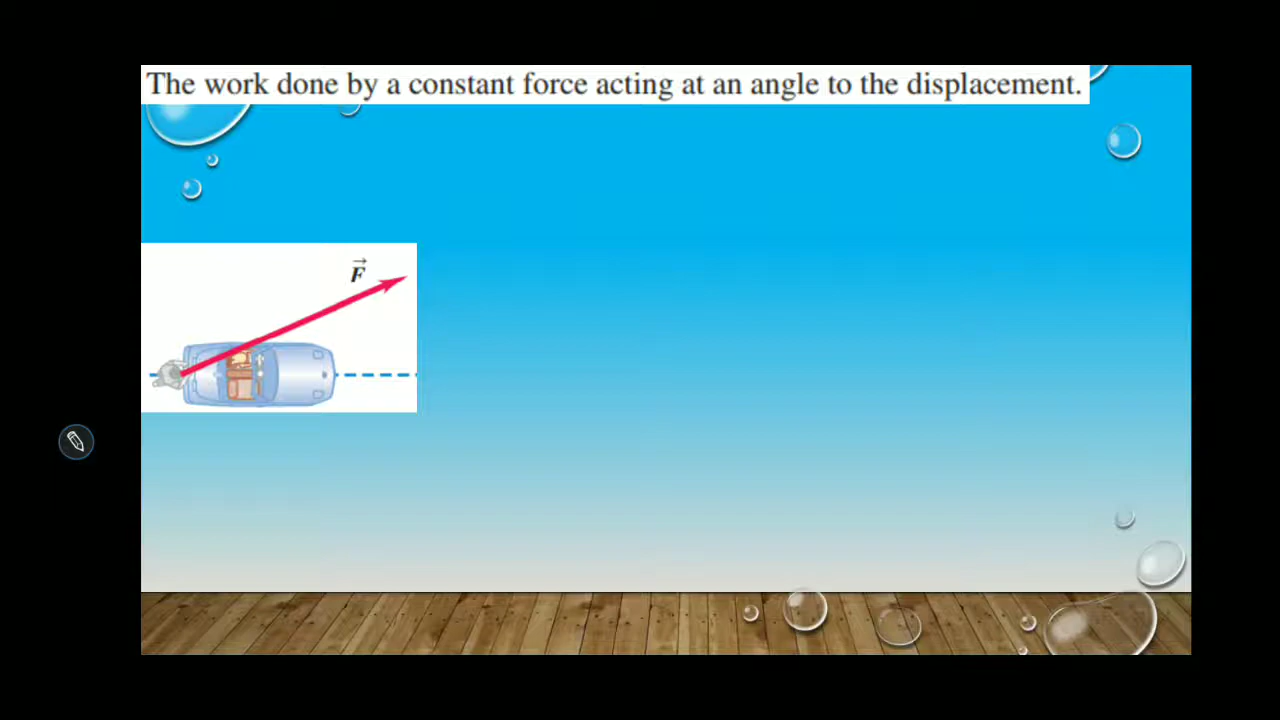 The work done by a constant force acting at an angle to the displacement.
F⃗